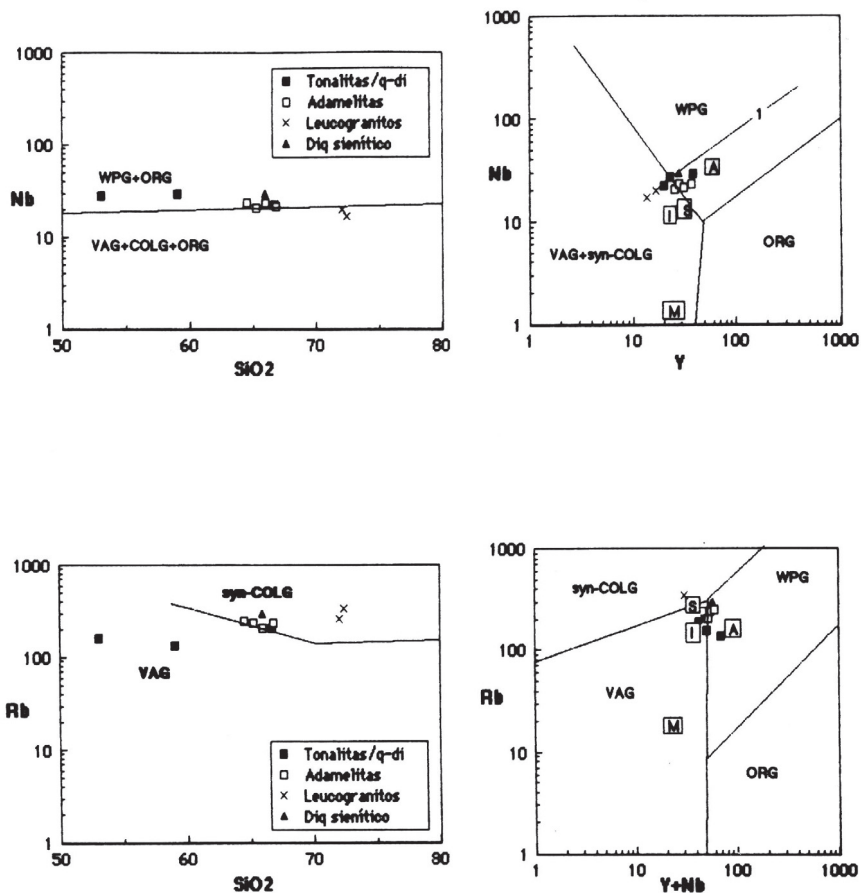 1000
100
10
1
Nb
■ Tonalitas/q-di
□ Adamelitas
× Leucogranitos
▲ Diq sienítico
WPG+ORG
VAG+COLG+ORG
50 60 70 80
SiO2
1000
100
10
1
Nb
WPG
1
A
S
I
VAG+syn-COLG
ORG
M
1 10 100 1000
Y
1000
100
10
1
Rb
syn-COLG
VAG
■ Tonalitas/q-di
□ Adamelitas
× Leucogranitos
▲ Diq sienítico
50 60 70 80
SiO2
1000
100
10
1
Rb
syn-COLG
WPG
S
I
A
VAG
M
ORG
1 10 100 1000
Y+Nb